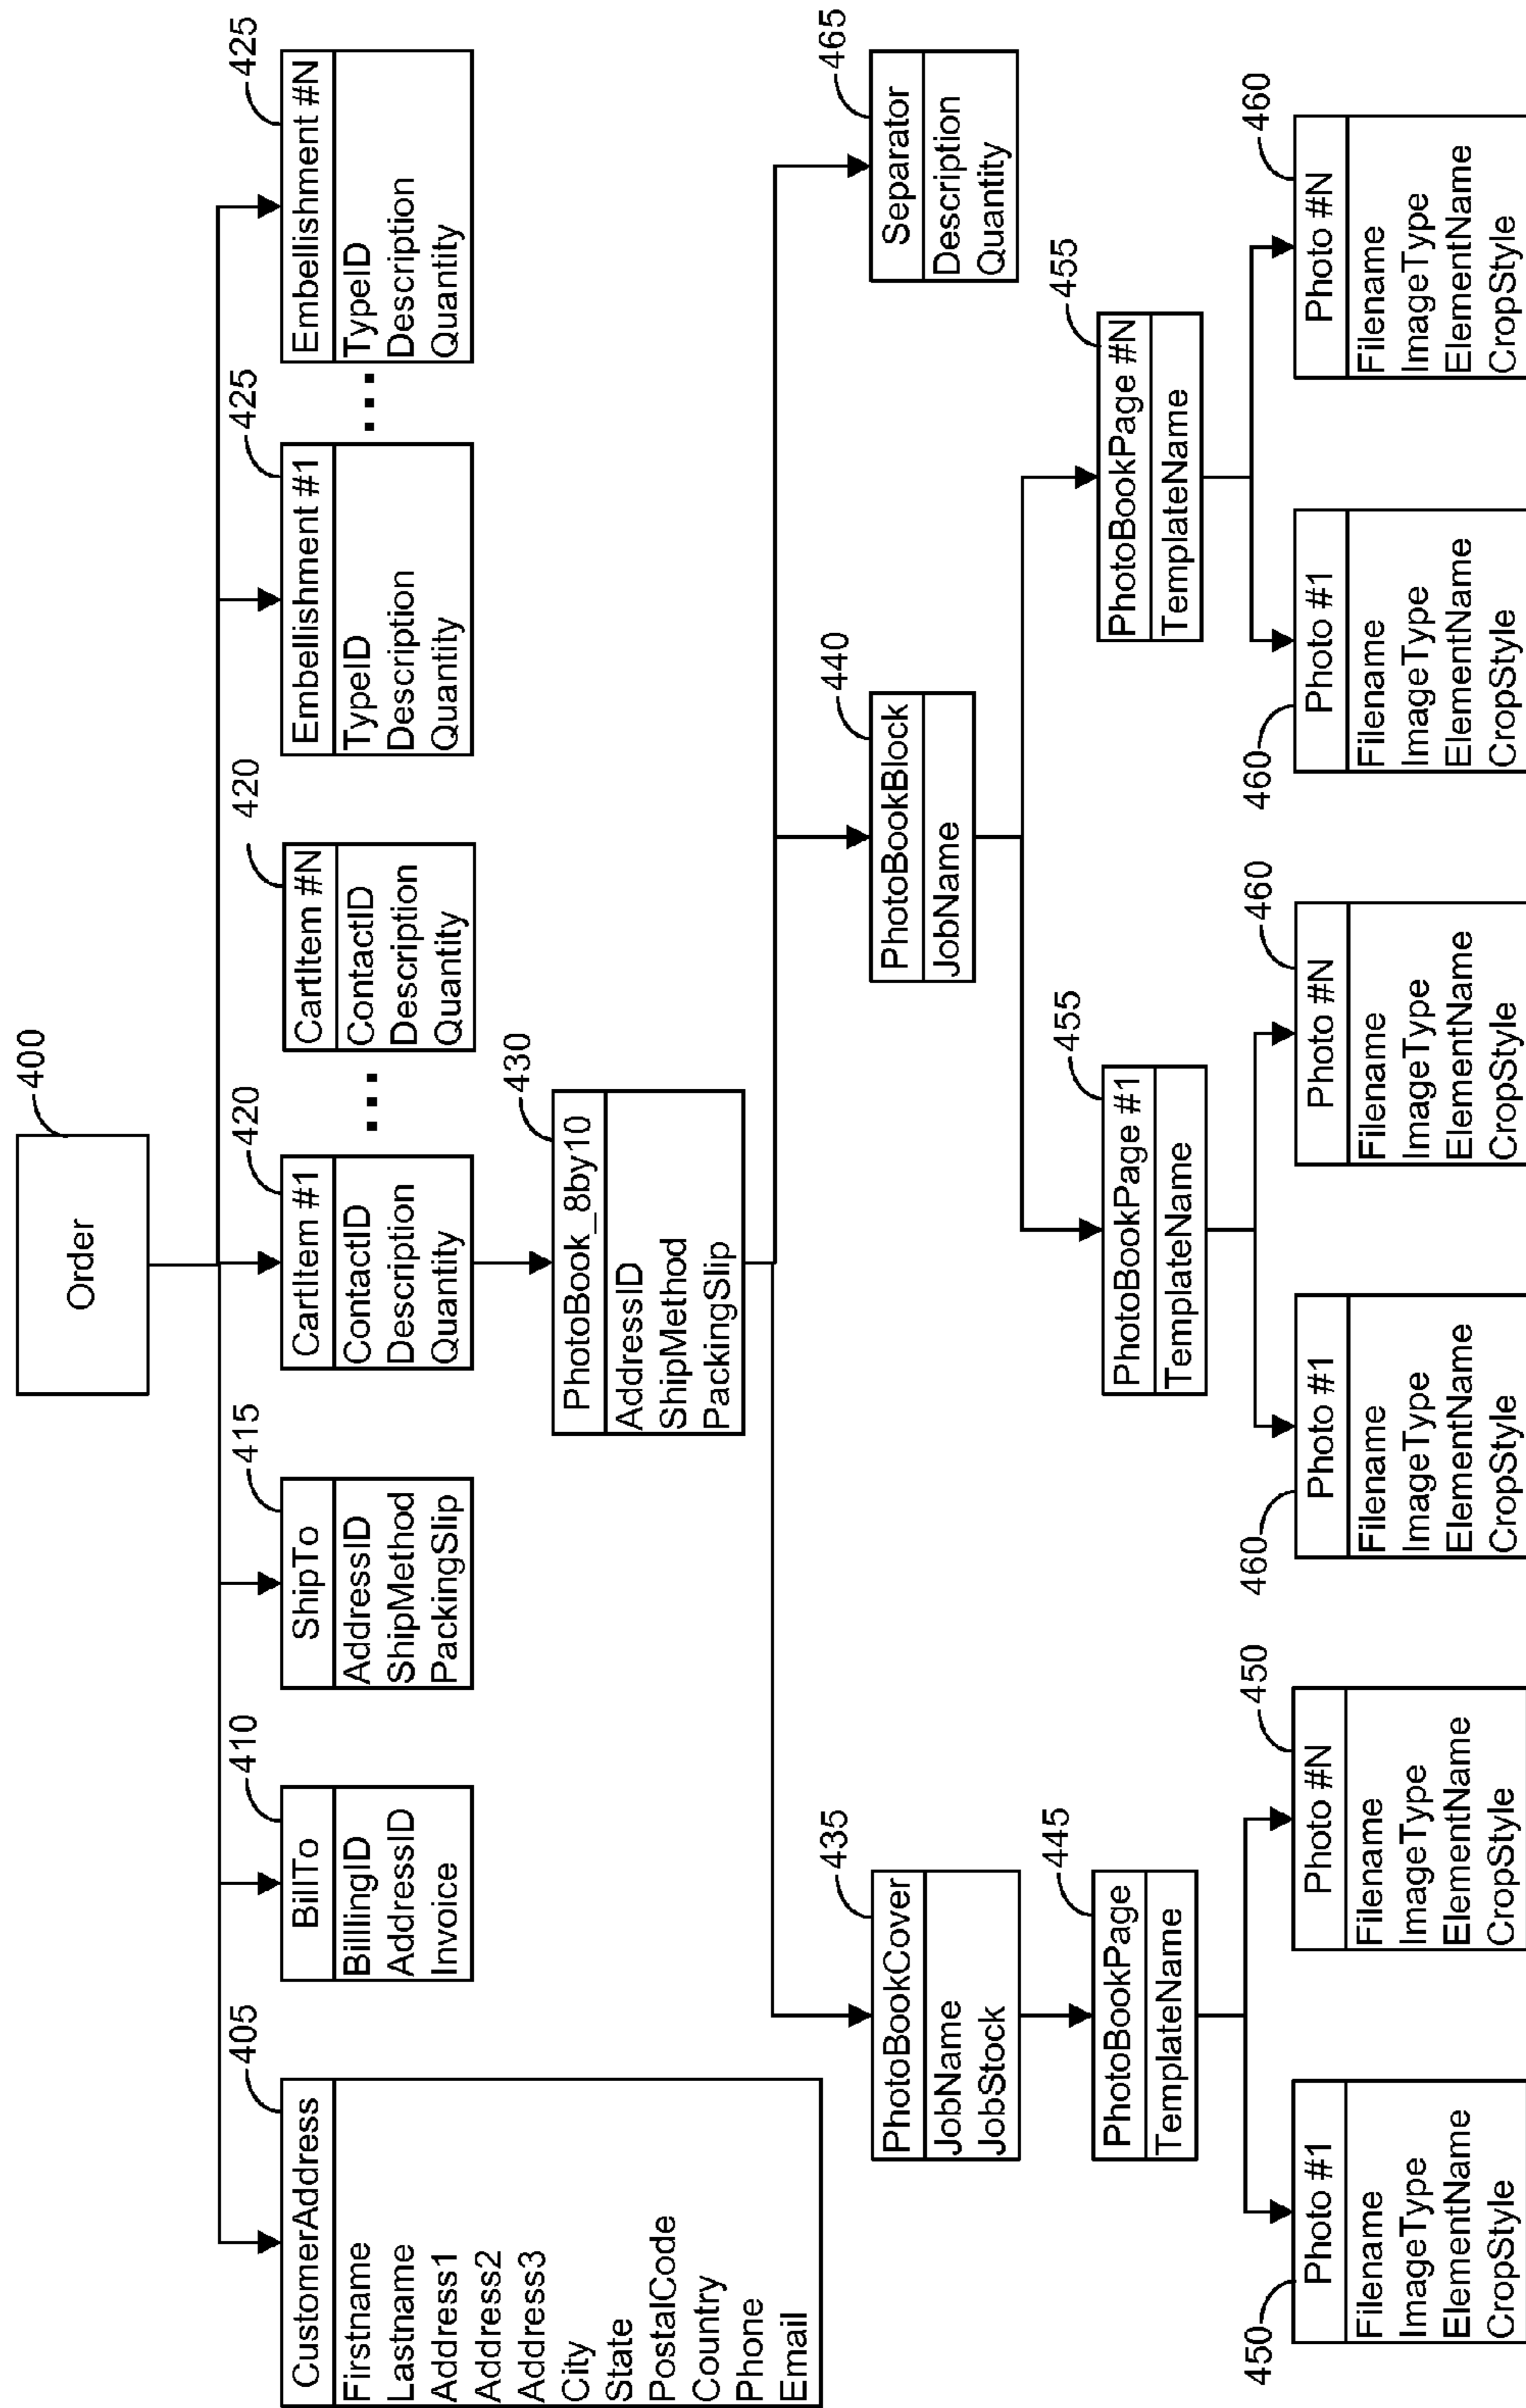 Order
400
CustomerAddress
405
Firstname
Lastname
Address1
Address2
Address3
City
State
PostalCode
Country
Phone
Email
BillTo
410
BilllingID
AddressID
Invoice
ShipTo
415
AddressID
ShipMethod
PackingSlip
CartItem #1
420
ContactID
Description
Quantity
...
CartItem #N
420
ContactID
Description
Quantity
Embellishment #1
425
TypeID
Description
Quantity
...
Embellishment #N
425
TypeID
Description
Quantity
PhotoBook_8by10
430
AddressID
ShipMethod
PackingSlip
PhotoBookCover
435
JobName
JobStock
PhotoBookBlock
440
JobName
Separator
465
Description
Quantity
PhotoBookPage
445
TemplateName
PhotoBookPage #1
455
TemplateName
PhotoBookPage #N
455
TemplateName
Photo #1
450
Filename
ImageType
ElementName
CropStyle
Photo #N
450
Filename
ImageType
ElementName
CropStyle
Photo #1
460
Filename
ImageType
ElementName
CropStyle
Photo #N
460
Filename
ImageType
ElementName
CropStyle
Photo #1
460
Filename
ImageType
ElementName
CropStyle
Photo #N
460
Filename
ImageType
ElementName
CropStyle